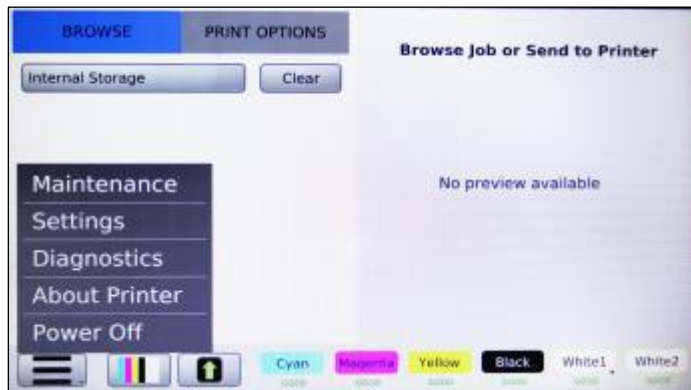 BROWSE
PRINT OPTIONS
Browse Job or Send to Printer
Internal Storage
Clear
No preview available
Maintenance
Settings
Diagnostics
About Printer
Power Off
Cyan
Magenta
Yellow
Black
White1
White2